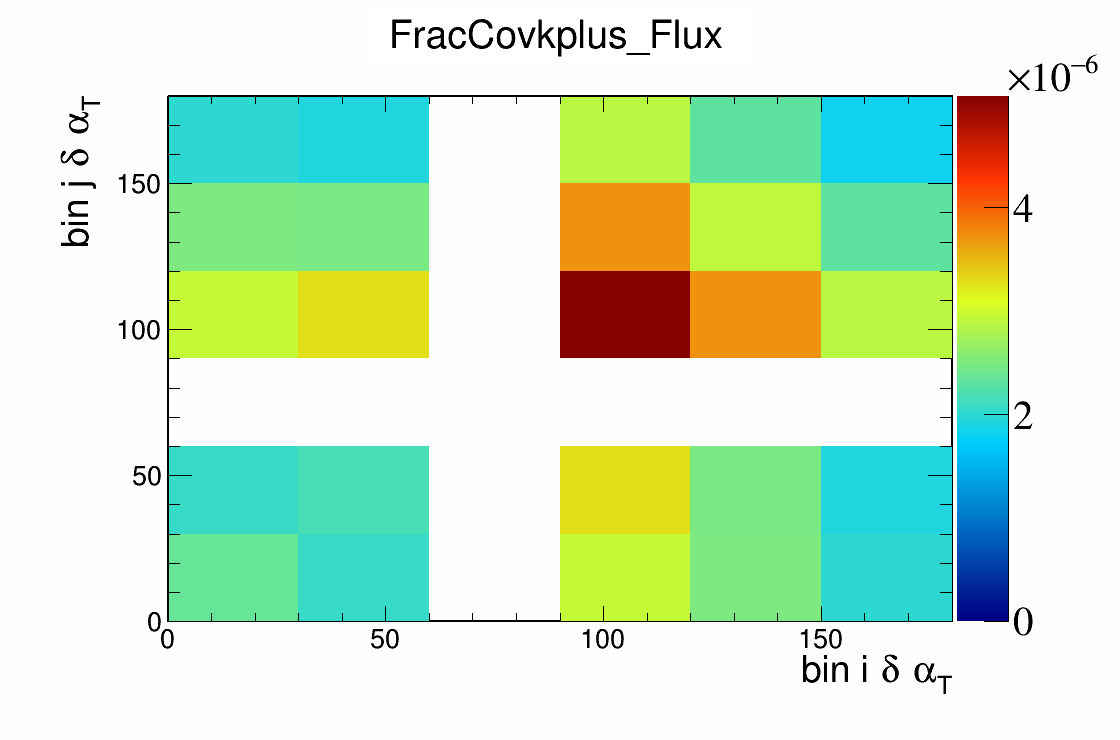 FracCovkplus_Flux
×10⁻⁶
bin j δ α_T
150
100
50
0
0 50 100 150
bin i δ α_T
4
2
0